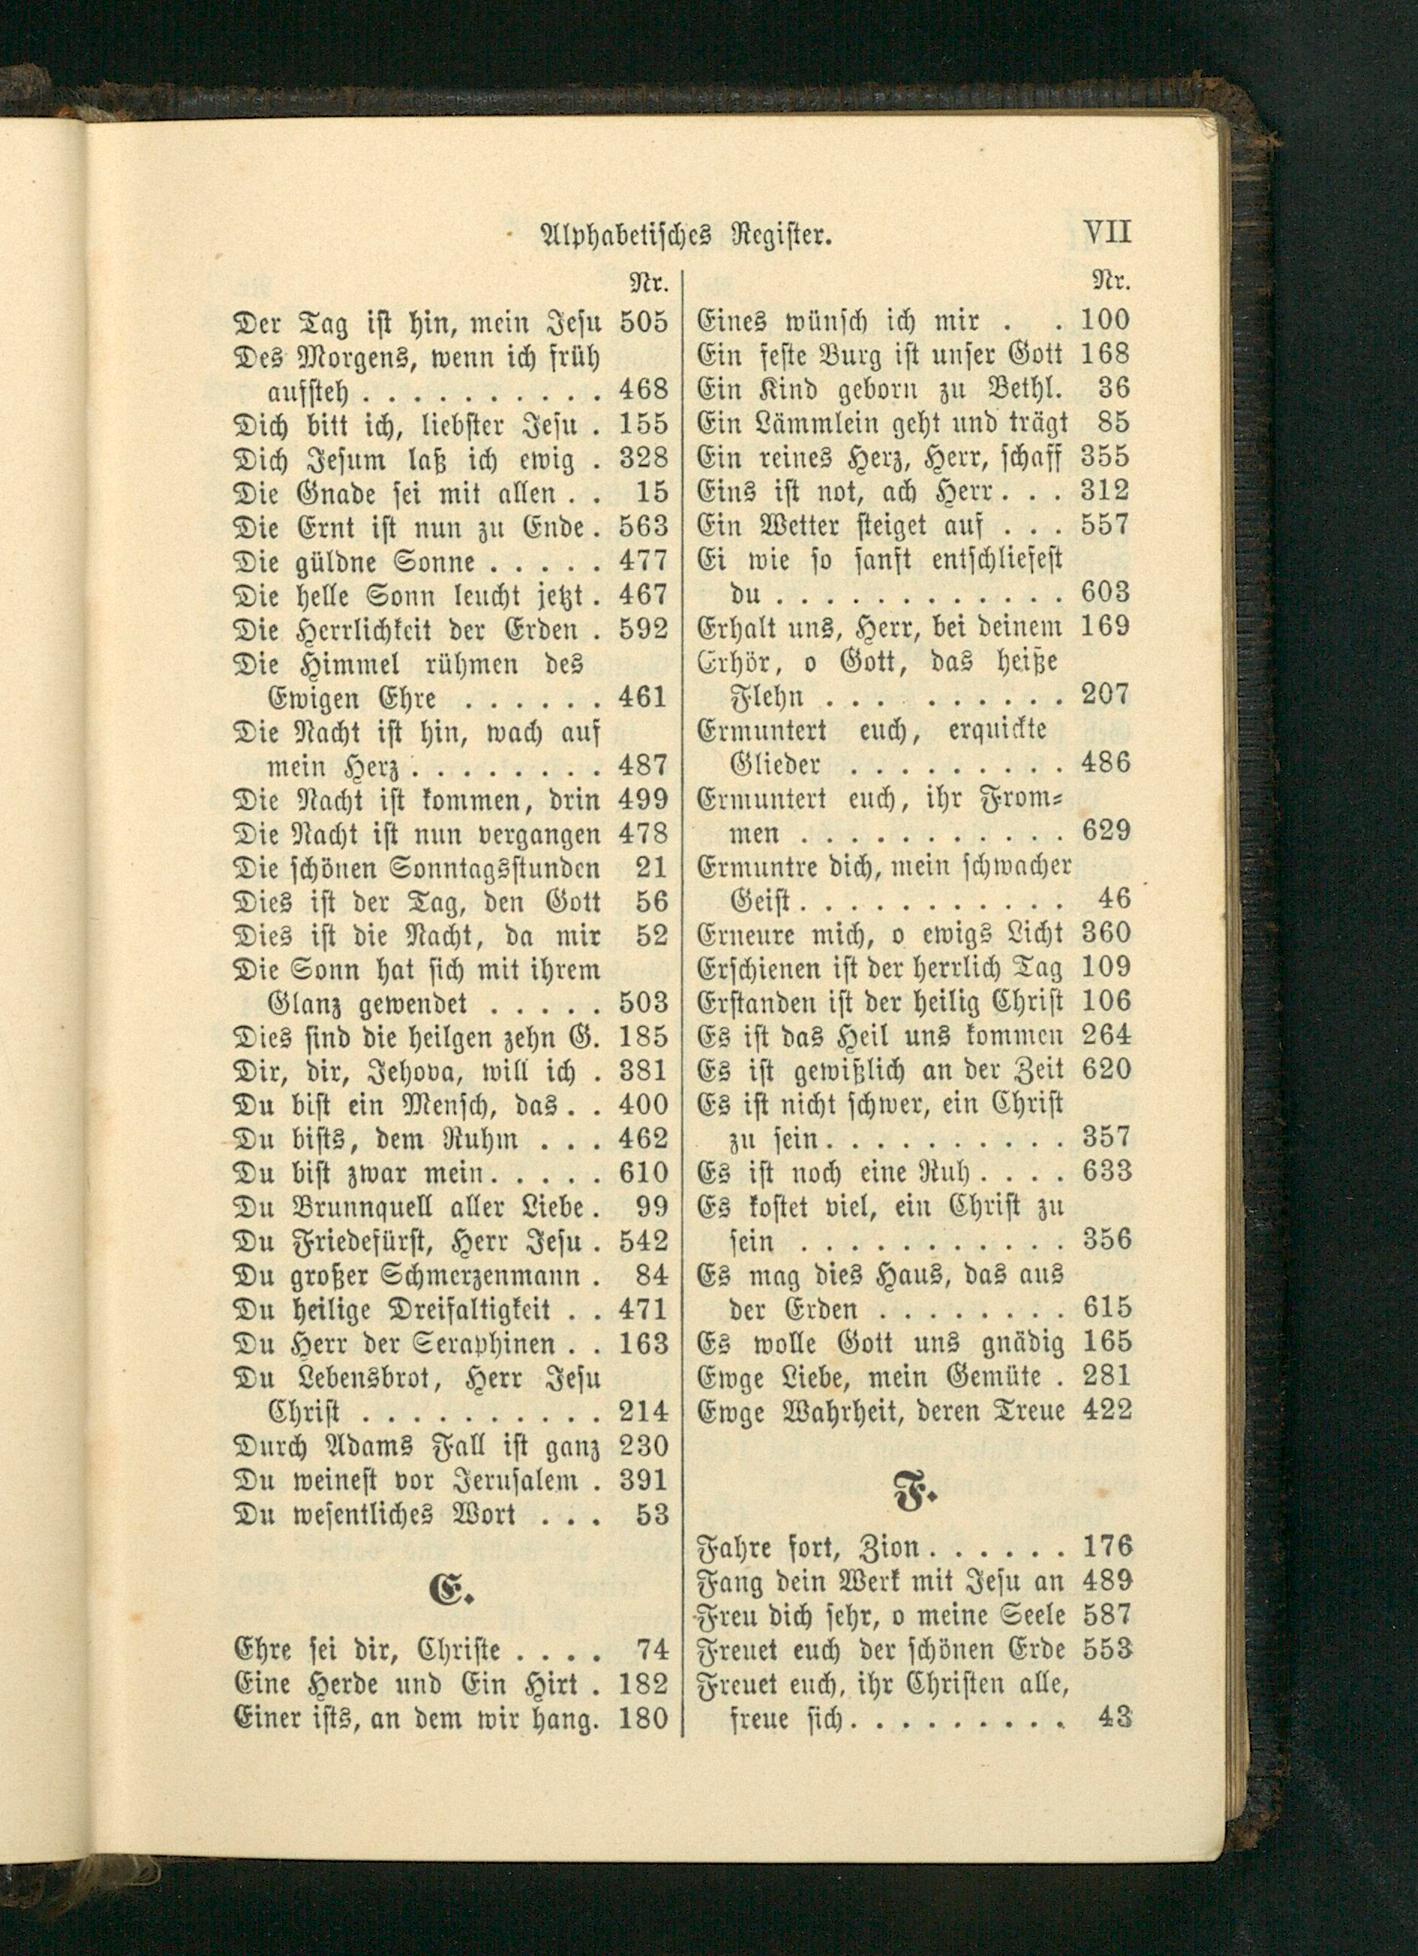 Alphabetisches Register. VII
Nr.
Der Tag ist hin, mein Jesu 505
Des Morgens, wenn ich früh
aufsteh . . . . . . . . . . 468
Dich bitt ich, liebster Jesu . 155
Dich Jesum laß ich ewig . 328
Die Gnade sei mit allen . . 15
Die Ernt ist nun zu Ende . 563
Die güldne Sonne . . . . . 477
Die helle Sonn leucht jetzt . 467
Die Herrlichkeit der Erden . 592
Die Himmel rühmen des
Ewigen Ehre . . . . . . 461
Die Nacht ist hin, wach auf
mein Herz . . . . . . . . 487
Die Nacht ist kommen, drin 499
Die Nacht ist nun vergangen 478
Die schönen Sonntagsstunden 21
Dies ist der Tag, den Gott 56
Dies ist die Nacht, da mir 52
Die Sonn hat sich mit ihrem
Glanz gewendet . . . . . 503
Dies sind die heilgen zehn G. 185
Dir, dir, Jehova, will ich . 381
Du bist ein Mensch, das . . 400
Du bists, dem Ruhm . . . 462
Du bist zwar mein . . . . . 610
Du Brunnquell aller Liebe . 99
Du Friedefürst, Herr Jesu . 542
Du großer Schmerzenmann . 84
Du heilige Dreifaltigkeit . . 471
Du Herr der Seraphinen . . 163
Du Lebensbrot, Herr Jesu
Christ . . . . . . . . . . 214
Durch Adams Fall ist ganz 230
Du weinest vor Jerusalem . 391
Du wesentliches Wort . . . 53
E.
Ehre sei dir, Christe . . . . 74
Eine Herde und Ein Hirt . 182
Einer ists, an dem wir hang. 180
Nr.
Eines wünsch ich mir . . 100
Ein feste Burg ist unser Gott 168
Ein Kind geborn zu Bethl. 36
Ein Lämmlein geht und trägt 85
Ein reines Herz, Herr, schaff 355
Eins ist not, ach Herr . . . 312
Ein Wetter steiget auf . . . 557
Ei wie so sanft entschliefest
du . . . . . . . . . . . . 603
Erhalt uns, Herr, bei deinem 169
Erhör, o Gott, das heiße
Flehn . . . . . . . . . . 207
Ermuntert euch, erquickte
Glieder . . . . . . . . . 486
Ermuntert euch, ihr From⸗
men . . . . . . . . . . . 629
Ermuntre dich, mein schwacher
Geist . . . . . . . . . . . 46
Erneure mich, o ewigs Licht 360
Erschienen ist der herrlich Tag 109
Erstanden ist der heilig Christ 106
Es ist das Heil uns kommen 264
Es ist gewißlich an der Zeit 620
Es ist nicht schwer, ein Christ
zu sein . . . . . . . . . . 357
Es ist noch eine Ruh . . . . 633
Es kostet viel, ein Christ zu
sein . . . . . . . . . . . 356
Es mag dies Haus, das aus
der Erden . . . . . . . . 615
Es wolle Gott uns gnädig 165
Ewge Liebe, mein Gemüte . 281
Ewge Wahrheit, deren Treue 422
F.
Fahre fort, Zion . . . . . . 176
Fang dein Werk mit Jesu an 489
Freu dich sehr, o meine Seele 587
Freuet euch der schönen Erde 553
Freuet euch, ihr Christen alle,
freue sich . . . . . . . . . 43